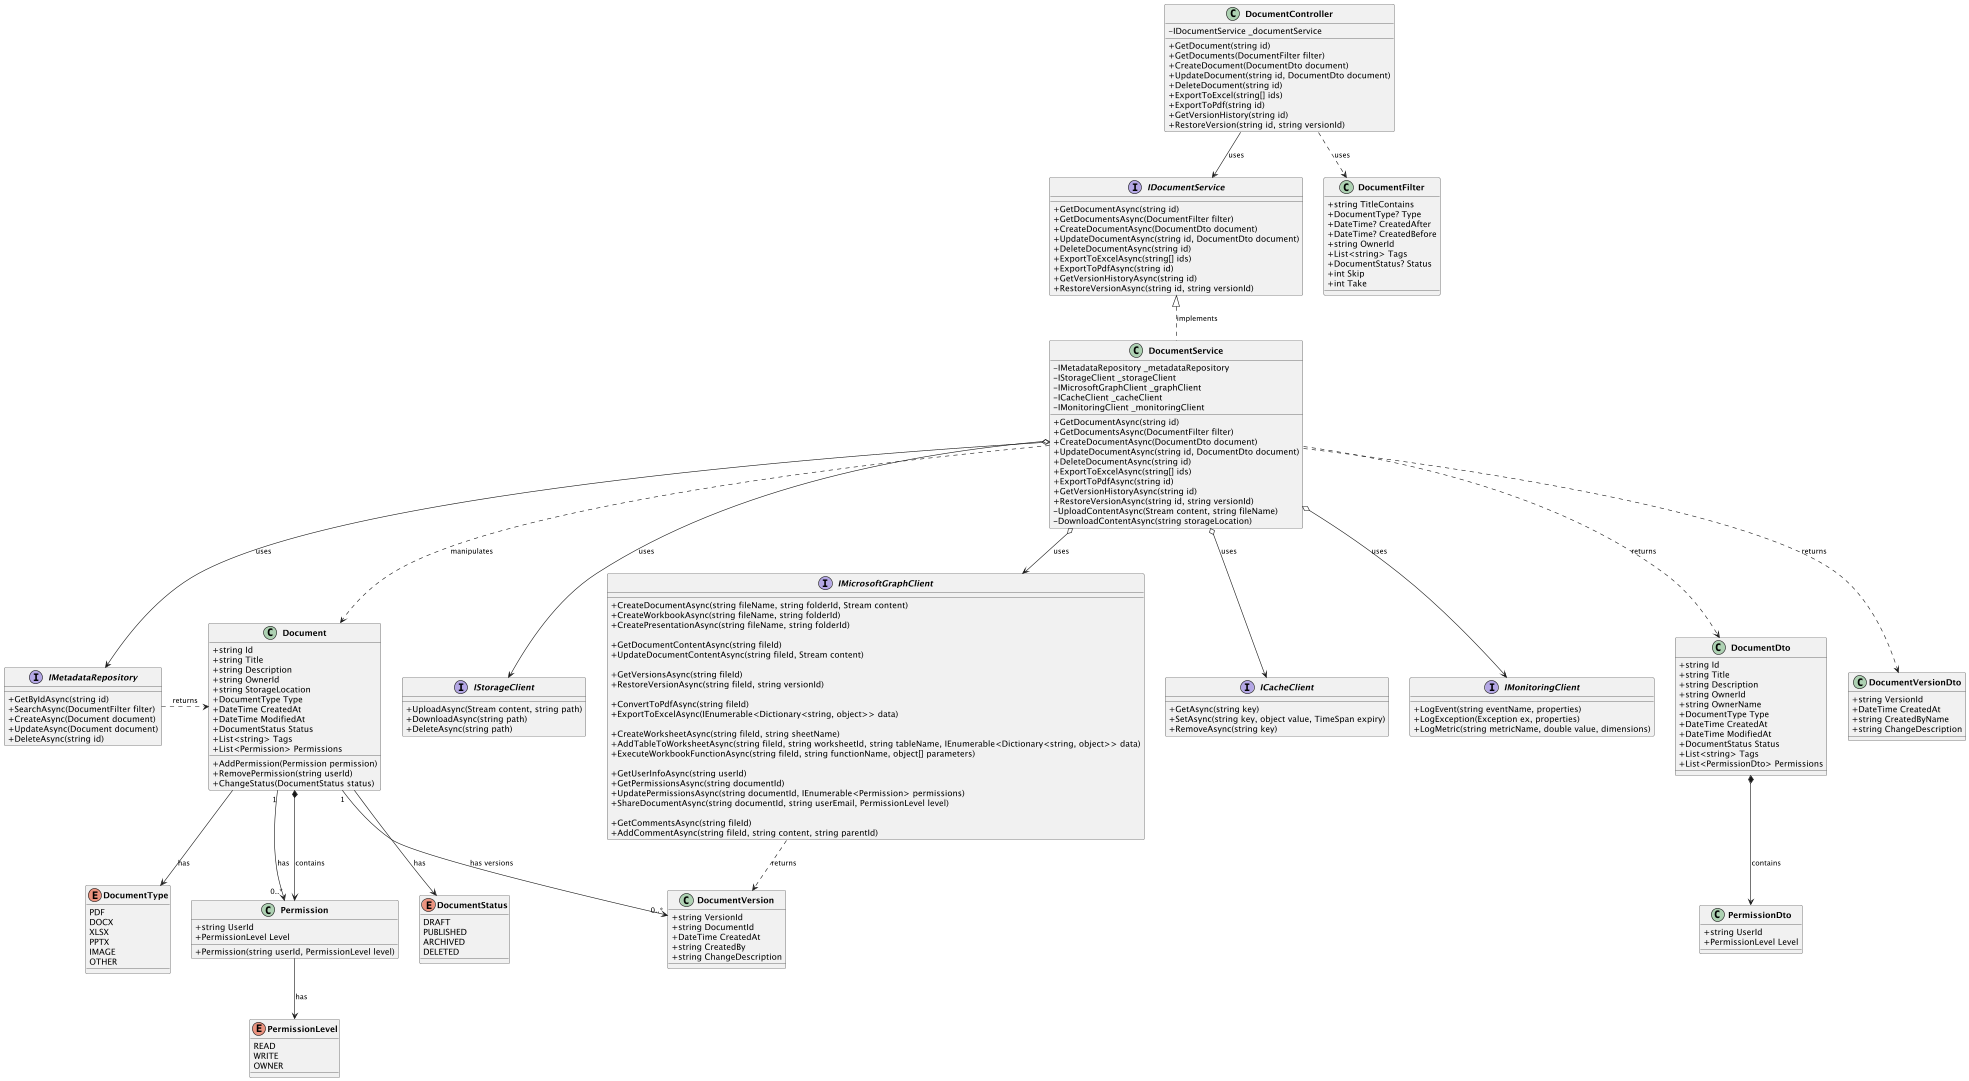 C DocumentController
-IDocumentService _documentService
+GetDocument(string id)
+GetDocuments(DocumentFilter filter)
+CreateDocument(DocumentDto document)
+UpdateDocument(string id, DocumentDto document)
+DeleteDocument(string id)
+ExportToExcel(string[] ids)
+ExportToPdf(string id)
+GetVersionHistory(string id)
+RestoreVersion(string id, string versionId)
uses
uses
I IDocumentService
+GetDocumentAsync(string id)
+GetDocumentsAsync(DocumentFilter filter)
+CreateDocumentAsync(DocumentDto document)
+UpdateDocumentAsync(string id, DocumentDto document)
+DeleteDocumentAsync(string id)
+ExportToExcelAsync(string[] ids)
+ExportToPdfAsync(string id)
+GetVersionHistoryAsync(string id)
+RestoreVersionAsync(string id, string versionId)
C DocumentFilter
+string TitleContains
+DocumentType? Type
+DateTime? CreatedAfter
+DateTime? CreatedBefore
+string OwnerId
+List<string> Tags
+DocumentStatus? Status
+int Skip
+int Take
implements
C DocumentService
-IMetadataRepository _metadataRepository
-IStorageClient _storageClient
-IMicrosoftGraphClient _graphClient
-ICacheClient _cacheClient
-IMonitoringClient _monitoringClient
+GetDocumentAsync(string id)
+GetDocumentsAsync(DocumentFilter filter)
+CreateDocumentAsync(DocumentDto document)
+UpdateDocumentAsync(string id, DocumentDto document)
+DeleteDocumentAsync(string id)
+ExportToExcelAsync(string[] ids)
+ExportToPdfAsync(string id)
+GetVersionHistoryAsync(string id)
+RestoreVersionAsync(string id, string versionId)
-UploadContentAsync(Stream content, string fileName)
-DownloadContentAsync(string storageLocation)
uses
manipulates
uses
uses
uses
uses
returns
returns
I IMetadataRepository
+GetByIdAsync(string id)
+SearchAsync(DocumentFilter filter)
+CreateAsync(Document document)
+UpdateAsync(Document document)
+DeleteAsync(string id)
returns
C Document
+string Id
+string Title
+string Description
+string OwnerId
+string StorageLocation
+DocumentType Type
+DateTime CreatedAt
+DateTime ModifiedAt
+DocumentStatus Status
+List<string> Tags
+List<Permission> Permissions
+AddPermission(Permission permission)
+RemovePermission(string userId)
+ChangeStatus(DocumentStatus status)
I IStorageClient
+UploadAsync(Stream content, string path)
+DownloadAsync(string path)
+DeleteAsync(string path)
I IMicrosoftGraphClient
+CreateDocumentAsync(string fileName, string folderId, Stream content)
+CreateWorkbookAsync(string fileName, string folderId)
+CreatePresentationAsync(string fileName, string folderId)
+GetDocumentContentAsync(string fileId)
+UpdateDocumentContentAsync(string fileId, Stream content)
+GetVersionsAsync(string fileId)
+RestoreVersionAsync(string fileId, string versionId)
+ConvertToPdfAsync(string fileId)
+ExportToExcelAsync(IEnumerable<Dictionary<string, object>> data)
+CreateWorksheetAsync(string fileId, string sheetName)
+AddTableToWorksheetAsync(string fileId, string worksheetId, string tableName, IEnumerable<Dictionary<string, object>> data)
+ExecuteWorkbookFunctionAsync(string fileId, string functionName, object[] parameters)
+GetUserInfoAsync(string userId)
+GetPermissionsAsync(string documentId)
+UpdatePermissionsAsync(string documentId, IEnumerable<Permission> permissions)
+ShareDocumentAsync(string documentId, string userEmail, PermissionLevel level)
+GetCommentsAsync(string fileId)
+AddCommentAsync(string fileId, string content, string parentId)
I ICacheClient
+GetAsync(string key)
+SetAsync(string key, object value, TimeSpan expiry)
+RemoveAsync(string key)
I IMonitoringClient
+LogEvent(string eventName, properties)
+LogException(Exception ex, properties)
+LogMetric(string metricName, double value, dimensions)
C DocumentDto
+string Id
+string Title
+string Description
+string OwnerId
+string OwnerName
+DocumentType Type
+DateTime CreatedAt
+DateTime ModifiedAt
+DocumentStatus Status
+List<string> Tags
+List<PermissionDto> Permissions
C DocumentVersionDto
+string VersionId
+DateTime CreatedAt
+string CreatedByName
+string ChangeDescription
1
1
has
has
contains
has
has versions
returns
contains
0..*
0..*
E DocumentType
PDF
DOCX
XLSX
PPTX
IMAGE
OTHER
C Permission
+string UserId
+PermissionLevel Level
+Permission(string userId, PermissionLevel level)
E DocumentStatus
DRAFT
PUBLISHED
ARCHIVED
DELETED
C DocumentVersion
+string VersionId
+string DocumentId
+DateTime CreatedAt
+string CreatedBy
+string ChangeDescription
C PermissionDto
+string UserId
+PermissionLevel Level
has
E PermissionLevel
READ
WRITE
OWNER